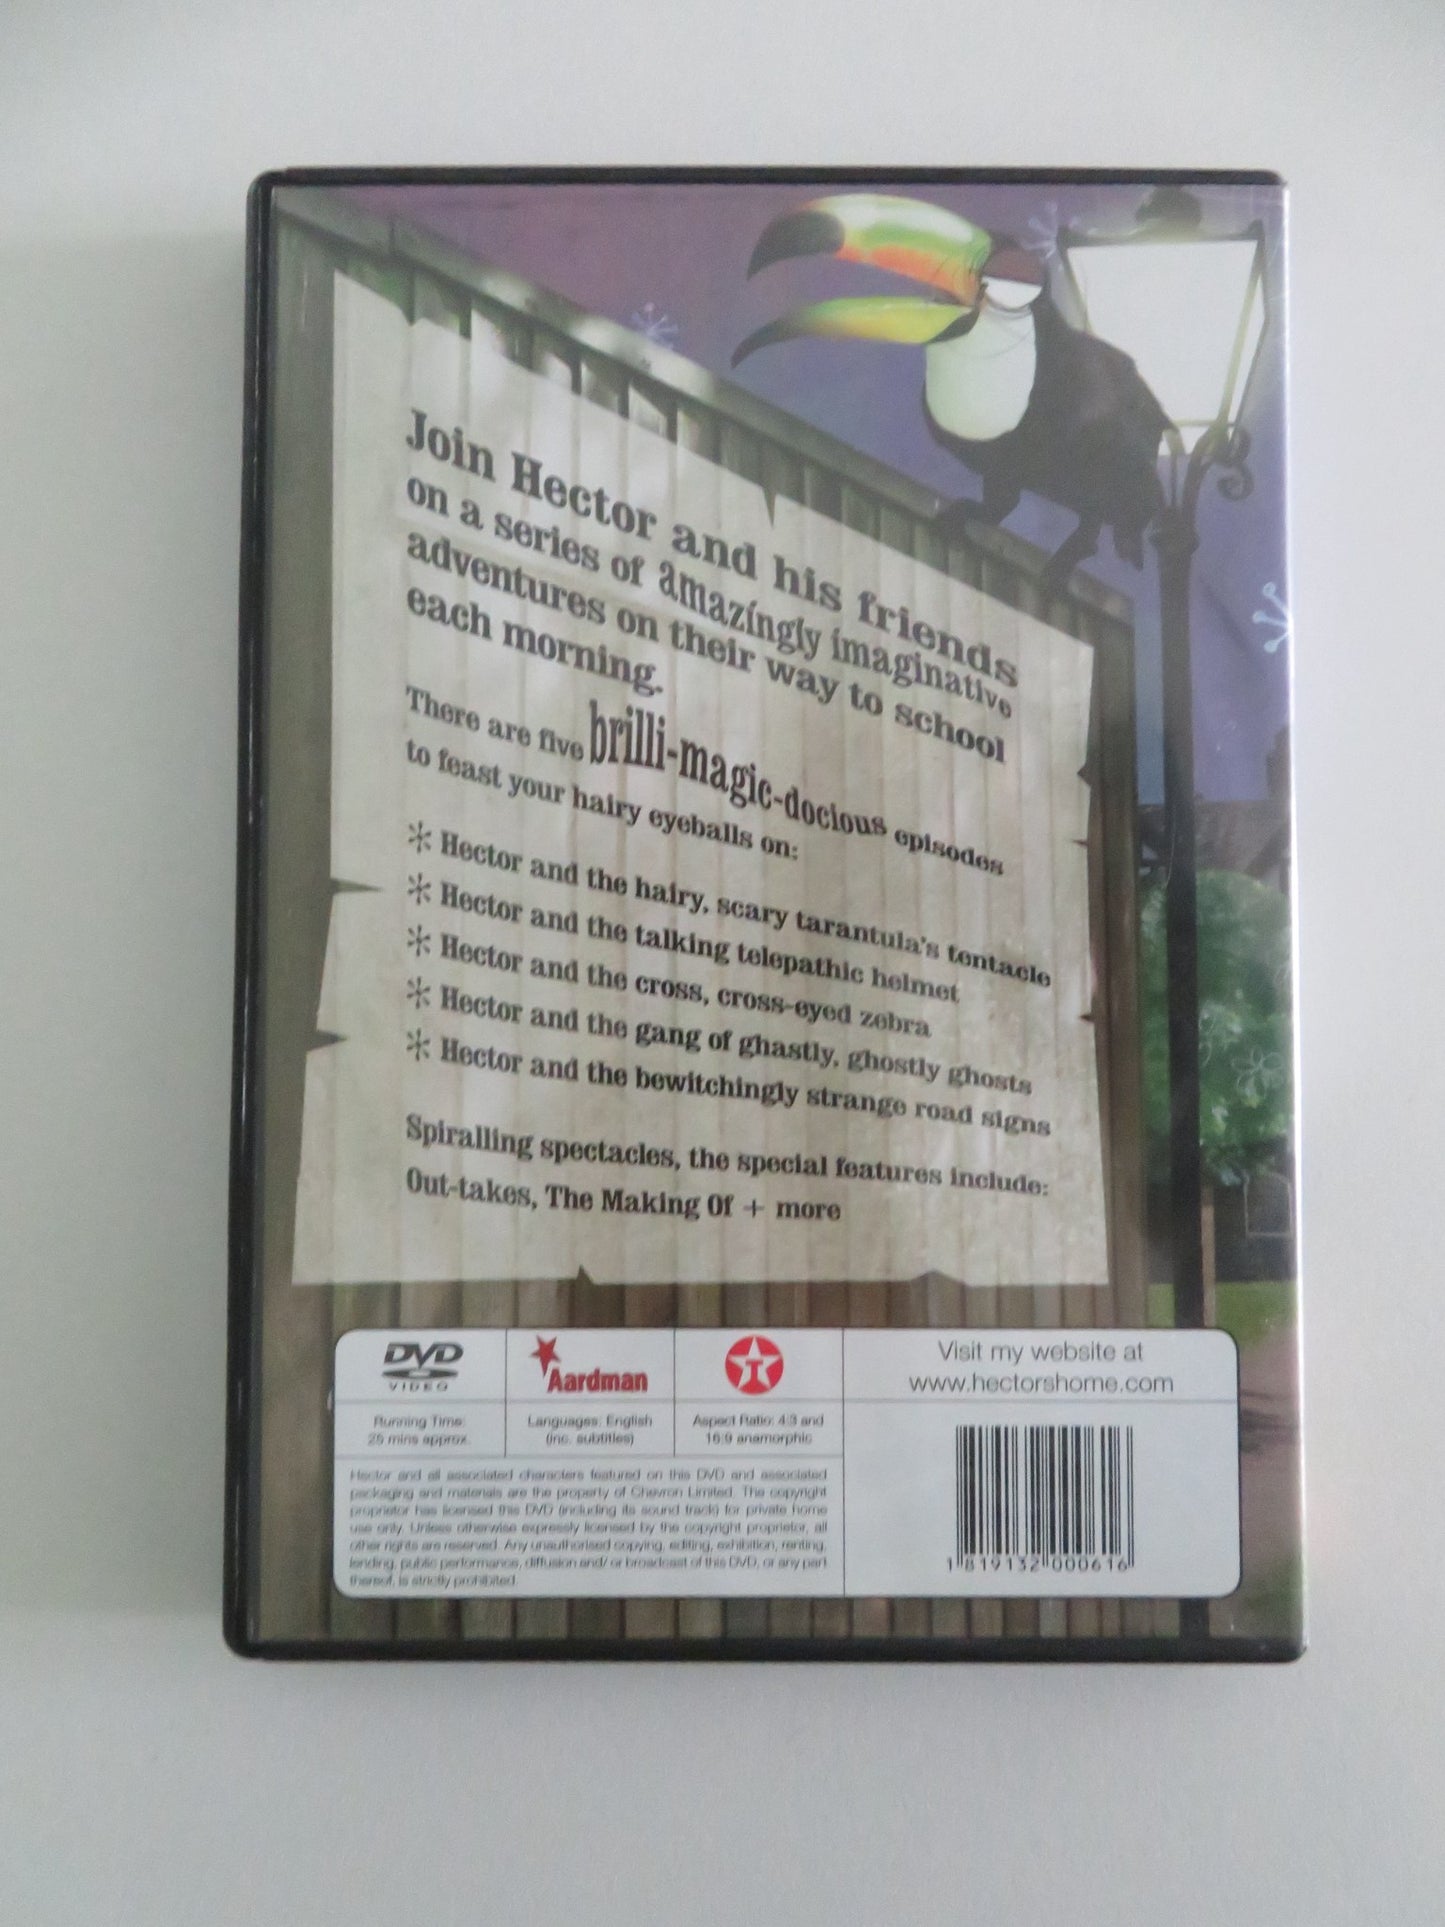 Join Hector and his friends
on a series of amazingly imaginative
adventures on their way to school
each morning.
There are five brilli-magic-docious episodes
to feast your hairy eyeballs on:
* Hector and the hairy, scary tarantula's tentacle
* Hector and the talking telepathic helmet
* Hector and the cross, cross-eyed zebra
* Hector and the gang of ghastly, ghostly ghosts
* Hector and the bewitchingly strange road signs
Spiralling spectacles, the special features include:
Out-takes, The Making Of + more
DVD
VIDEO
Aardman
T
Visit my website at
www.hectorshome.com
Running Time:
25 mins approx.
Languages: English
(inc. subtitles)
Aspect Ratio: 4:3 and
16:9 anamorphic
Hector and all associated characters featured on this DVD and associated
packaging and materials are the property of Chevron Limited. The copyright
proprietor has licensed this DVD (including its sound track) for private home
use only. Unless otherwise expressly licensed by the copyright proprietor, all
other rights are reserved. Any unauthorised copying, editing, exhibition, renting,
lending, public performance, diffusion and/ or broadcast of this DVD, or any part
thereof, is strictly prohibited.
1 819132 000616